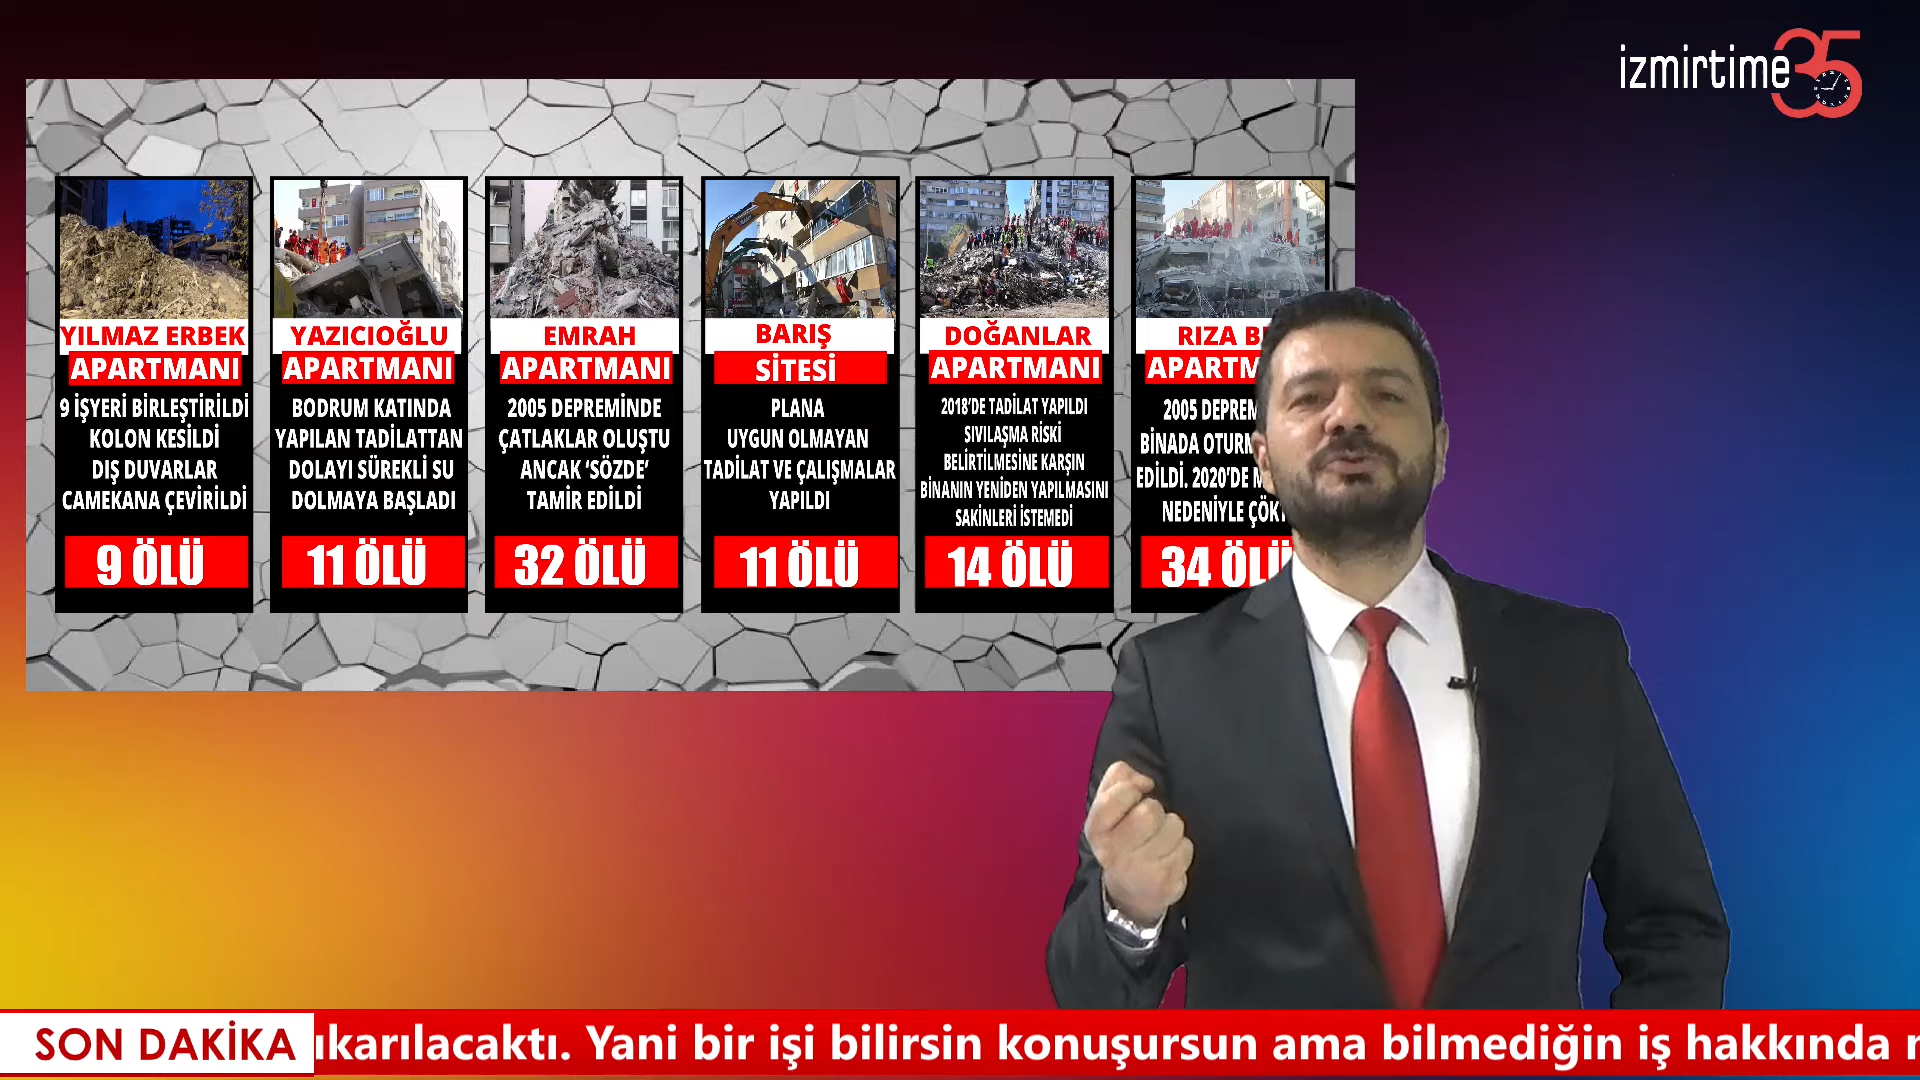 izmirtime35
YILMAZ ERBEK
APARTMANI
9 İŞYERİ BİRLEŞTİRİLDİ
KOLON KESİLDİ
DIŞ DUVARLAR
CAMEKANA ÇEVİRİLDİ
9 ÖLÜ
YAZICIOĞLU
APARTMANI
BODRUM KATINDA
YAPILAN TADİLATTAN
DOLAYI SÜREKLİ SU
DOLMAYA BAŞLADI
11 ÖLÜ
EMRAH
APARTMANI
2005 DEPREMİNDE
ÇATLAKLAR OLUŞTU
ANCAK ‘SÖZDE’
TAMİR EDİLDİ
32 ÖLÜ
BARIŞ
SİTESİ
PLANA
UYGUN OLMAYAN
TADİLAT VE ÇALIŞMALAR
YAPILDI
11 ÖLÜ
DOĞANLAR
APARTMANI
2018’DE TADİLAT YAPILDI
SIVILAŞMA RİSKİ
BELİRTİLMESİNE KARŞIN
BİNANIN YENİDEN YAPILMASINI
SAKİNLERİ İSTEMEDİ
14 ÖLÜ
RIZA
APARTM
2005 DEPREM
BİNADA OTURM
EDİLDİ. 2020’DE
NEDENİYLE ÇÖKT
34 ÖLÜ
SON DAKİKA
ıkarılacaktı. Yani bir işi bilirsin konuşursun ama bilmediğin iş hakkında